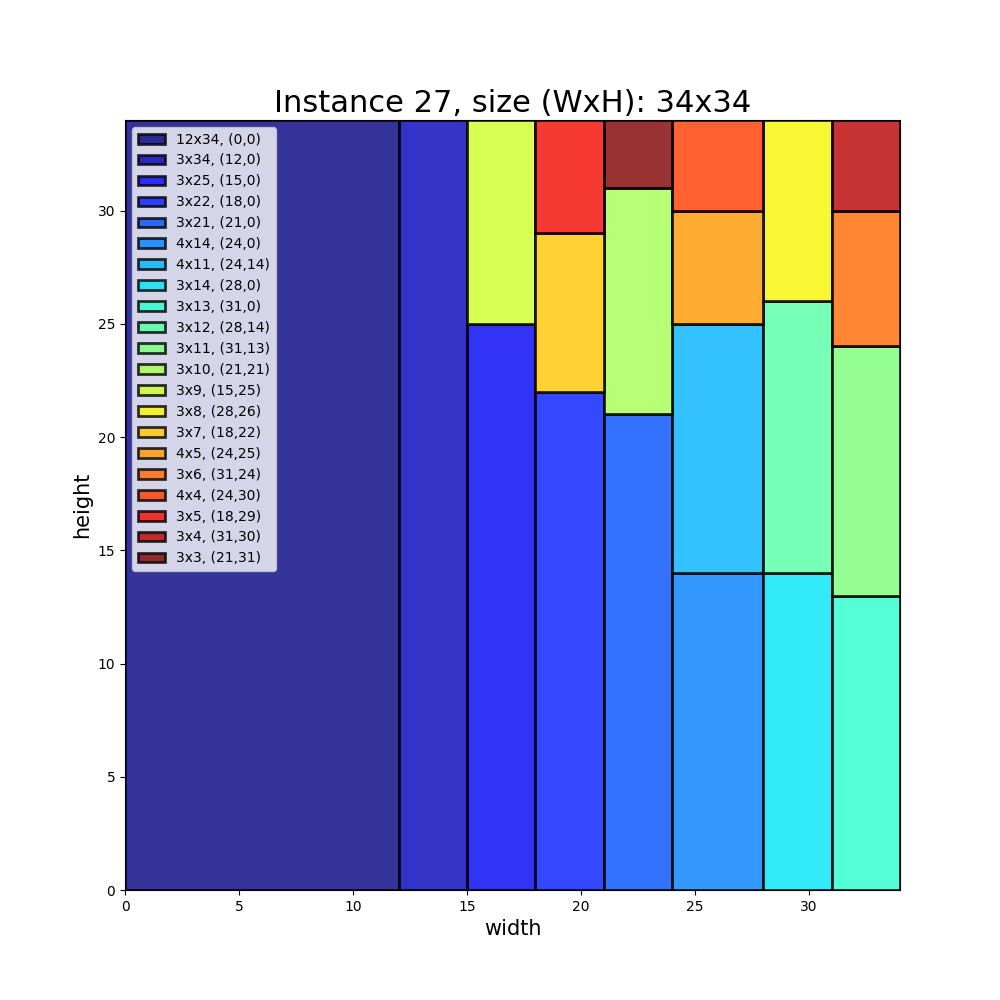 Instance 27, size (WxH): 34x34
12x34, (0,0)
3x34, (12,0)
3x25, (15,0)
3x22, (18,0)
3x21, (21,0)
4x14, (24,0)
4x11, (24,14)
3x14, (28,0)
3x13, (31,0)
3x12, (28,14)
3x11, (31,13)
3x10, (21,21)
3x9, (15,25)
3x8, (28,26)
3x7, (18,22)
4x5, (24,25)
3x6, (31,24)
4x4, (24,30)
3x5, (18,29)
3x4, (31,30)
3x3, (21,31)
30
25
20
15
10
5
0
height
0 5 10 15 20 25 30
width